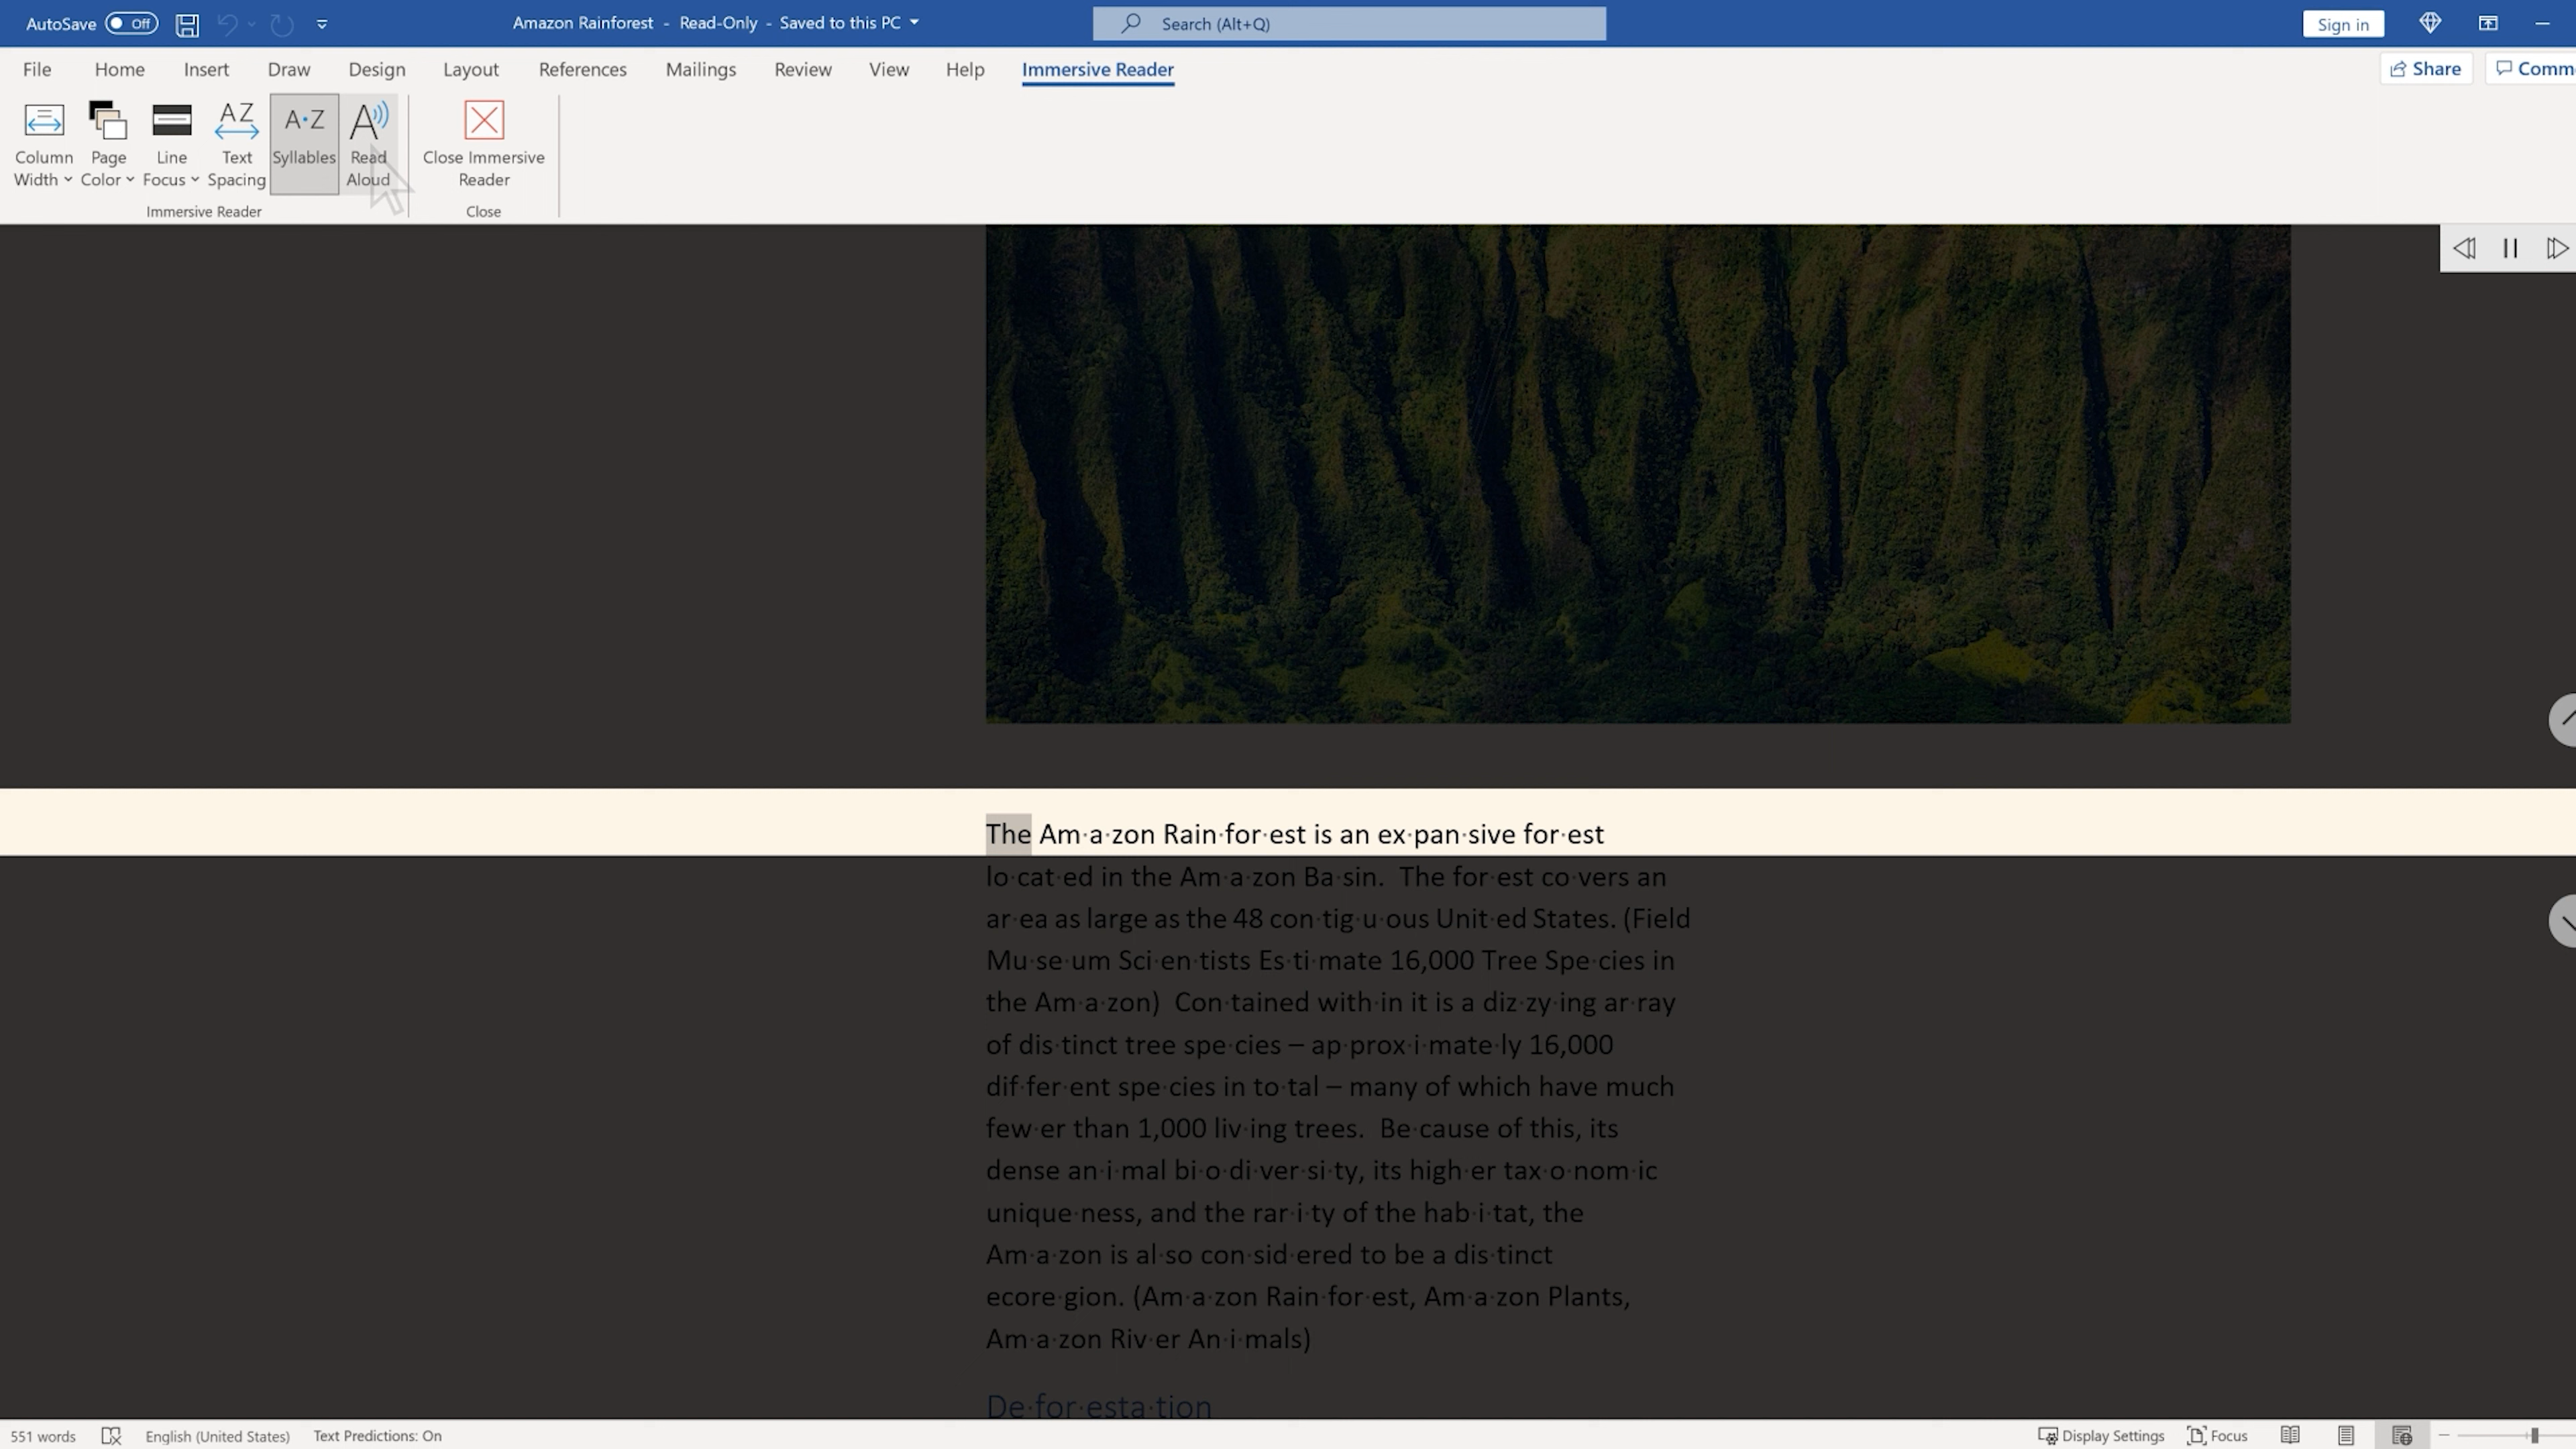 AutoSave Off
Amazon Rainforest - Read-Only - Saved to this PC
Search (Alt+Q)
Sign in
File Home Insert Draw Design Layout References Mailings Review View Help Immersive Reader
Share
Comm
Column Width
Page Color
Line Focus
AZ
Text Spacing
A·Z
Syllables
A
Read Aloud
Close Immersive Reader
Immersive Reader
Close
The Am·a·zon Rain·for·est is an ex·pan·sive for·est
lo·cat·ed in the Am·a·zon Ba·sin.  The for·est co·vers an
ar·ea as large as the 48 con·tig·u·ous Unit·ed States. (Field
Mu·se·um Sci·en·tists Es·ti·mate 16,000 Tree Spe·cies in
the Am·a·zon)  Con·tained with·in it is a diz·zy·ing ar·ray
of dis·tinct tree spe·cies – ap·prox·i·mate·ly 16,000
dif·fer·ent spe·cies in to·tal – many of which have much
few·er than 1,000 liv·ing trees.  Be·cause of this, its
dense an·i·mal bi·o·di·ver·si·ty, its high·er tax·o·nom·ic
unique·ness, and the rar·i·ty of the hab·i·tat, the
Am·a·zon is al·so con·sid·ered to be a dis·tinct
ecore·gion. (Am·a·zon Rain·for·est, Am·a·zon Plants,
Am·a·zon Riv·er An·i·mals)
De·for·esta·tion
551 words English (United States) Text Predictions: On
Display Settings Focus